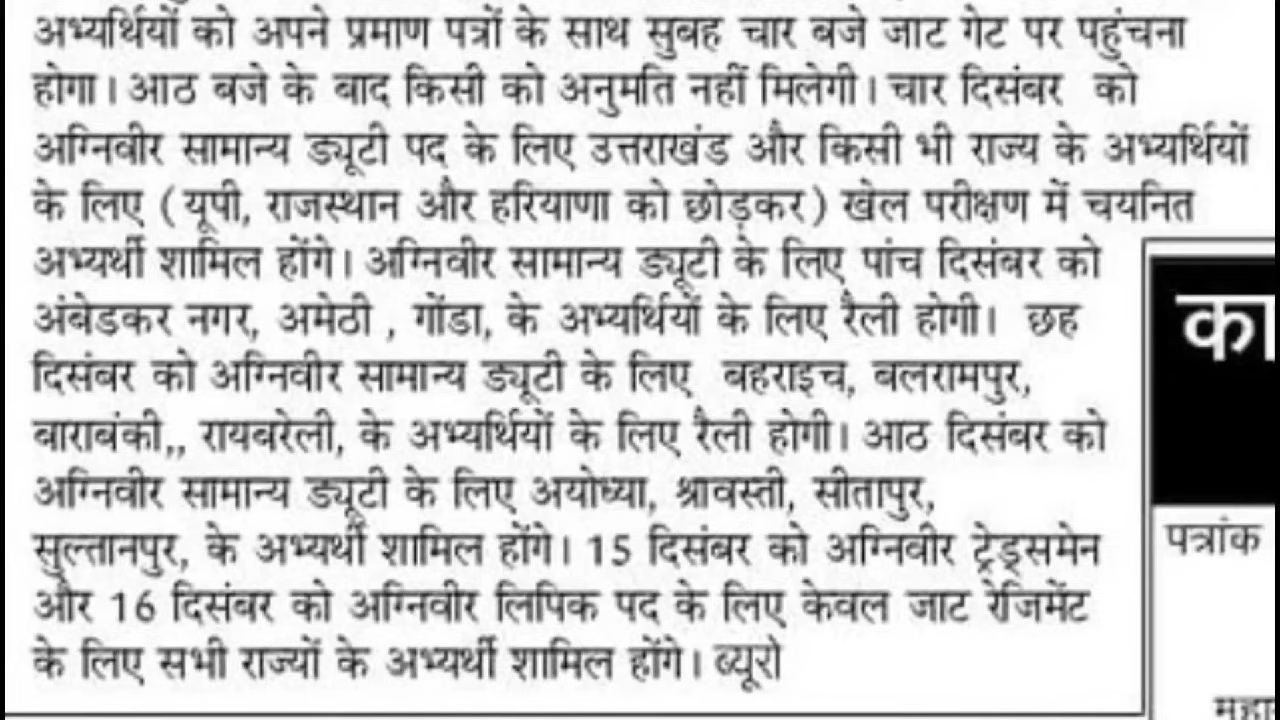 अभ्यर्थियों को अपने प्रमाण पत्रों के साथ सुबह चार बजे जाट गेट पर पहुंचना
होगा। आठ बजे के बाद किसी को अनुमति नहीं मिलेगी। चार दिसंबर को
अग्निवीर सामान्य ड्यूटी पद के लिए उत्तराखंड और किसी भी राज्य के अभ्यर्थियों
के लिए (यूपी, राजस्थान और हरियाणा को छोड़कर) खेल परीक्षण में चयनित
अभ्यर्थी शामिल होंगे। अग्निवीर सामान्य ड्यूटी के लिए पांच दिसंबर को
अंबेडकर नगर, अमेठी , गोंडा, के अभ्यर्थियों के लिए रैली होगी। छह
दिसंबर को अग्निवीर सामान्य ड्यूटी के लिए बहराइच, बलरामपुर,
बाराबंकी,, रायबरेली, के अभ्यर्थियों के लिए रैली होगी। आठ दिसंबर को
अग्निवीर सामान्य ड्यूटी के लिए अयोध्या, श्रावस्ती, सीतापुर,
सुल्तानपुर, के अभ्यर्थी शामिल होंगे। 15 दिसंबर को अग्निवीर ट्रेड्समेन
और 16 दिसंबर को अग्निवीर लिपिक पद के लिए केवल जाट रेजिमेंट
के लिए सभी राज्यों के अभ्यर्थी शामिल होंगे। ब्यूरो
का
पत्रांक